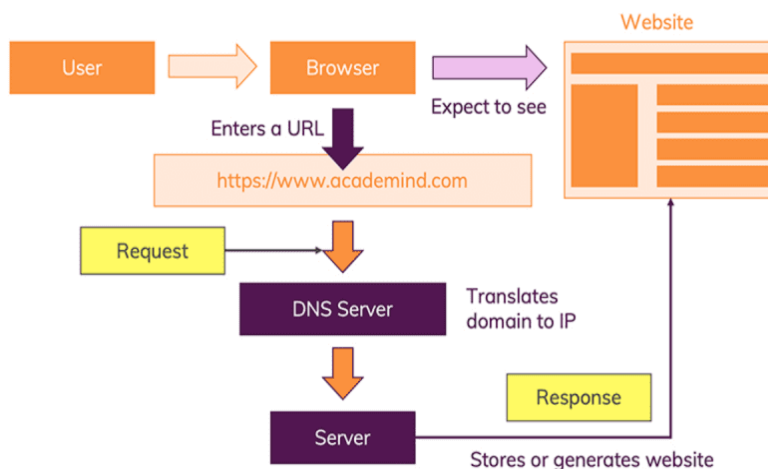 Website
User
Browser
Expect to see
Enters a URL
https://www.academind.com
Request
DNS Server
Translates
domain to IP
Response
Server
Stores or generates website